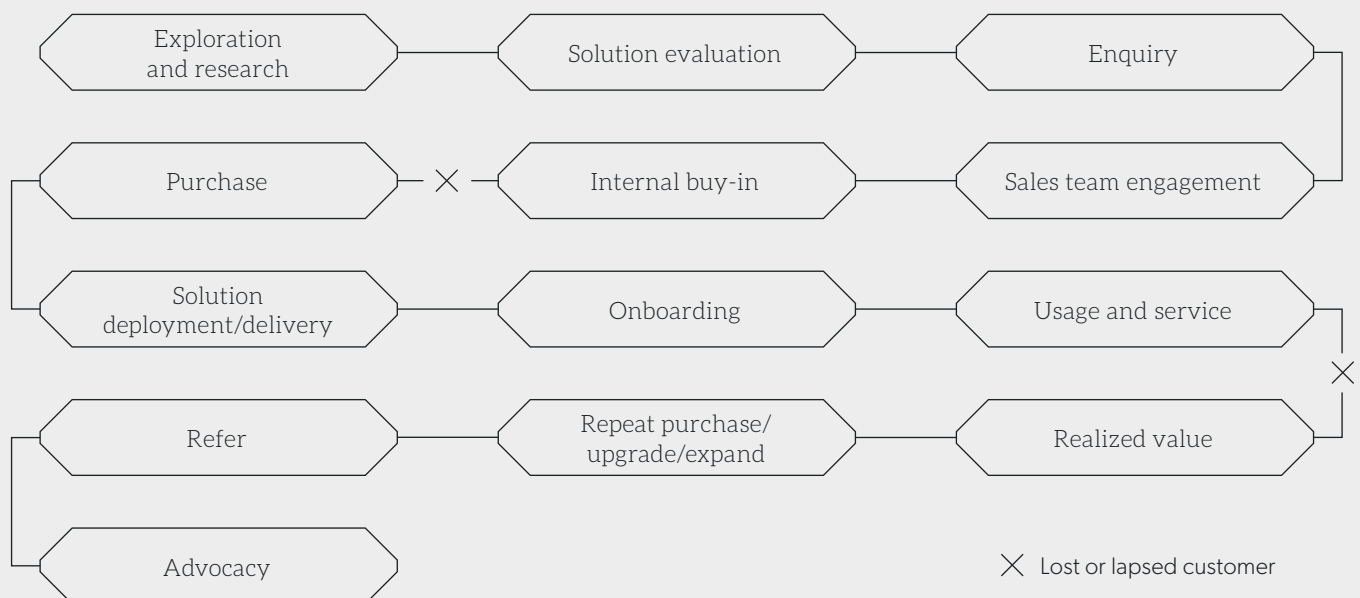 Exploration
and research
Solution evaluation
Enquiry
Purchase
Internal buy-in
Sales team engagement
Solution
deployment/delivery
Onboarding
Usage and service
Refer
Repeat purchase/
upgrade/expand
Realized value
Advocacy
Lost or lapsed customer